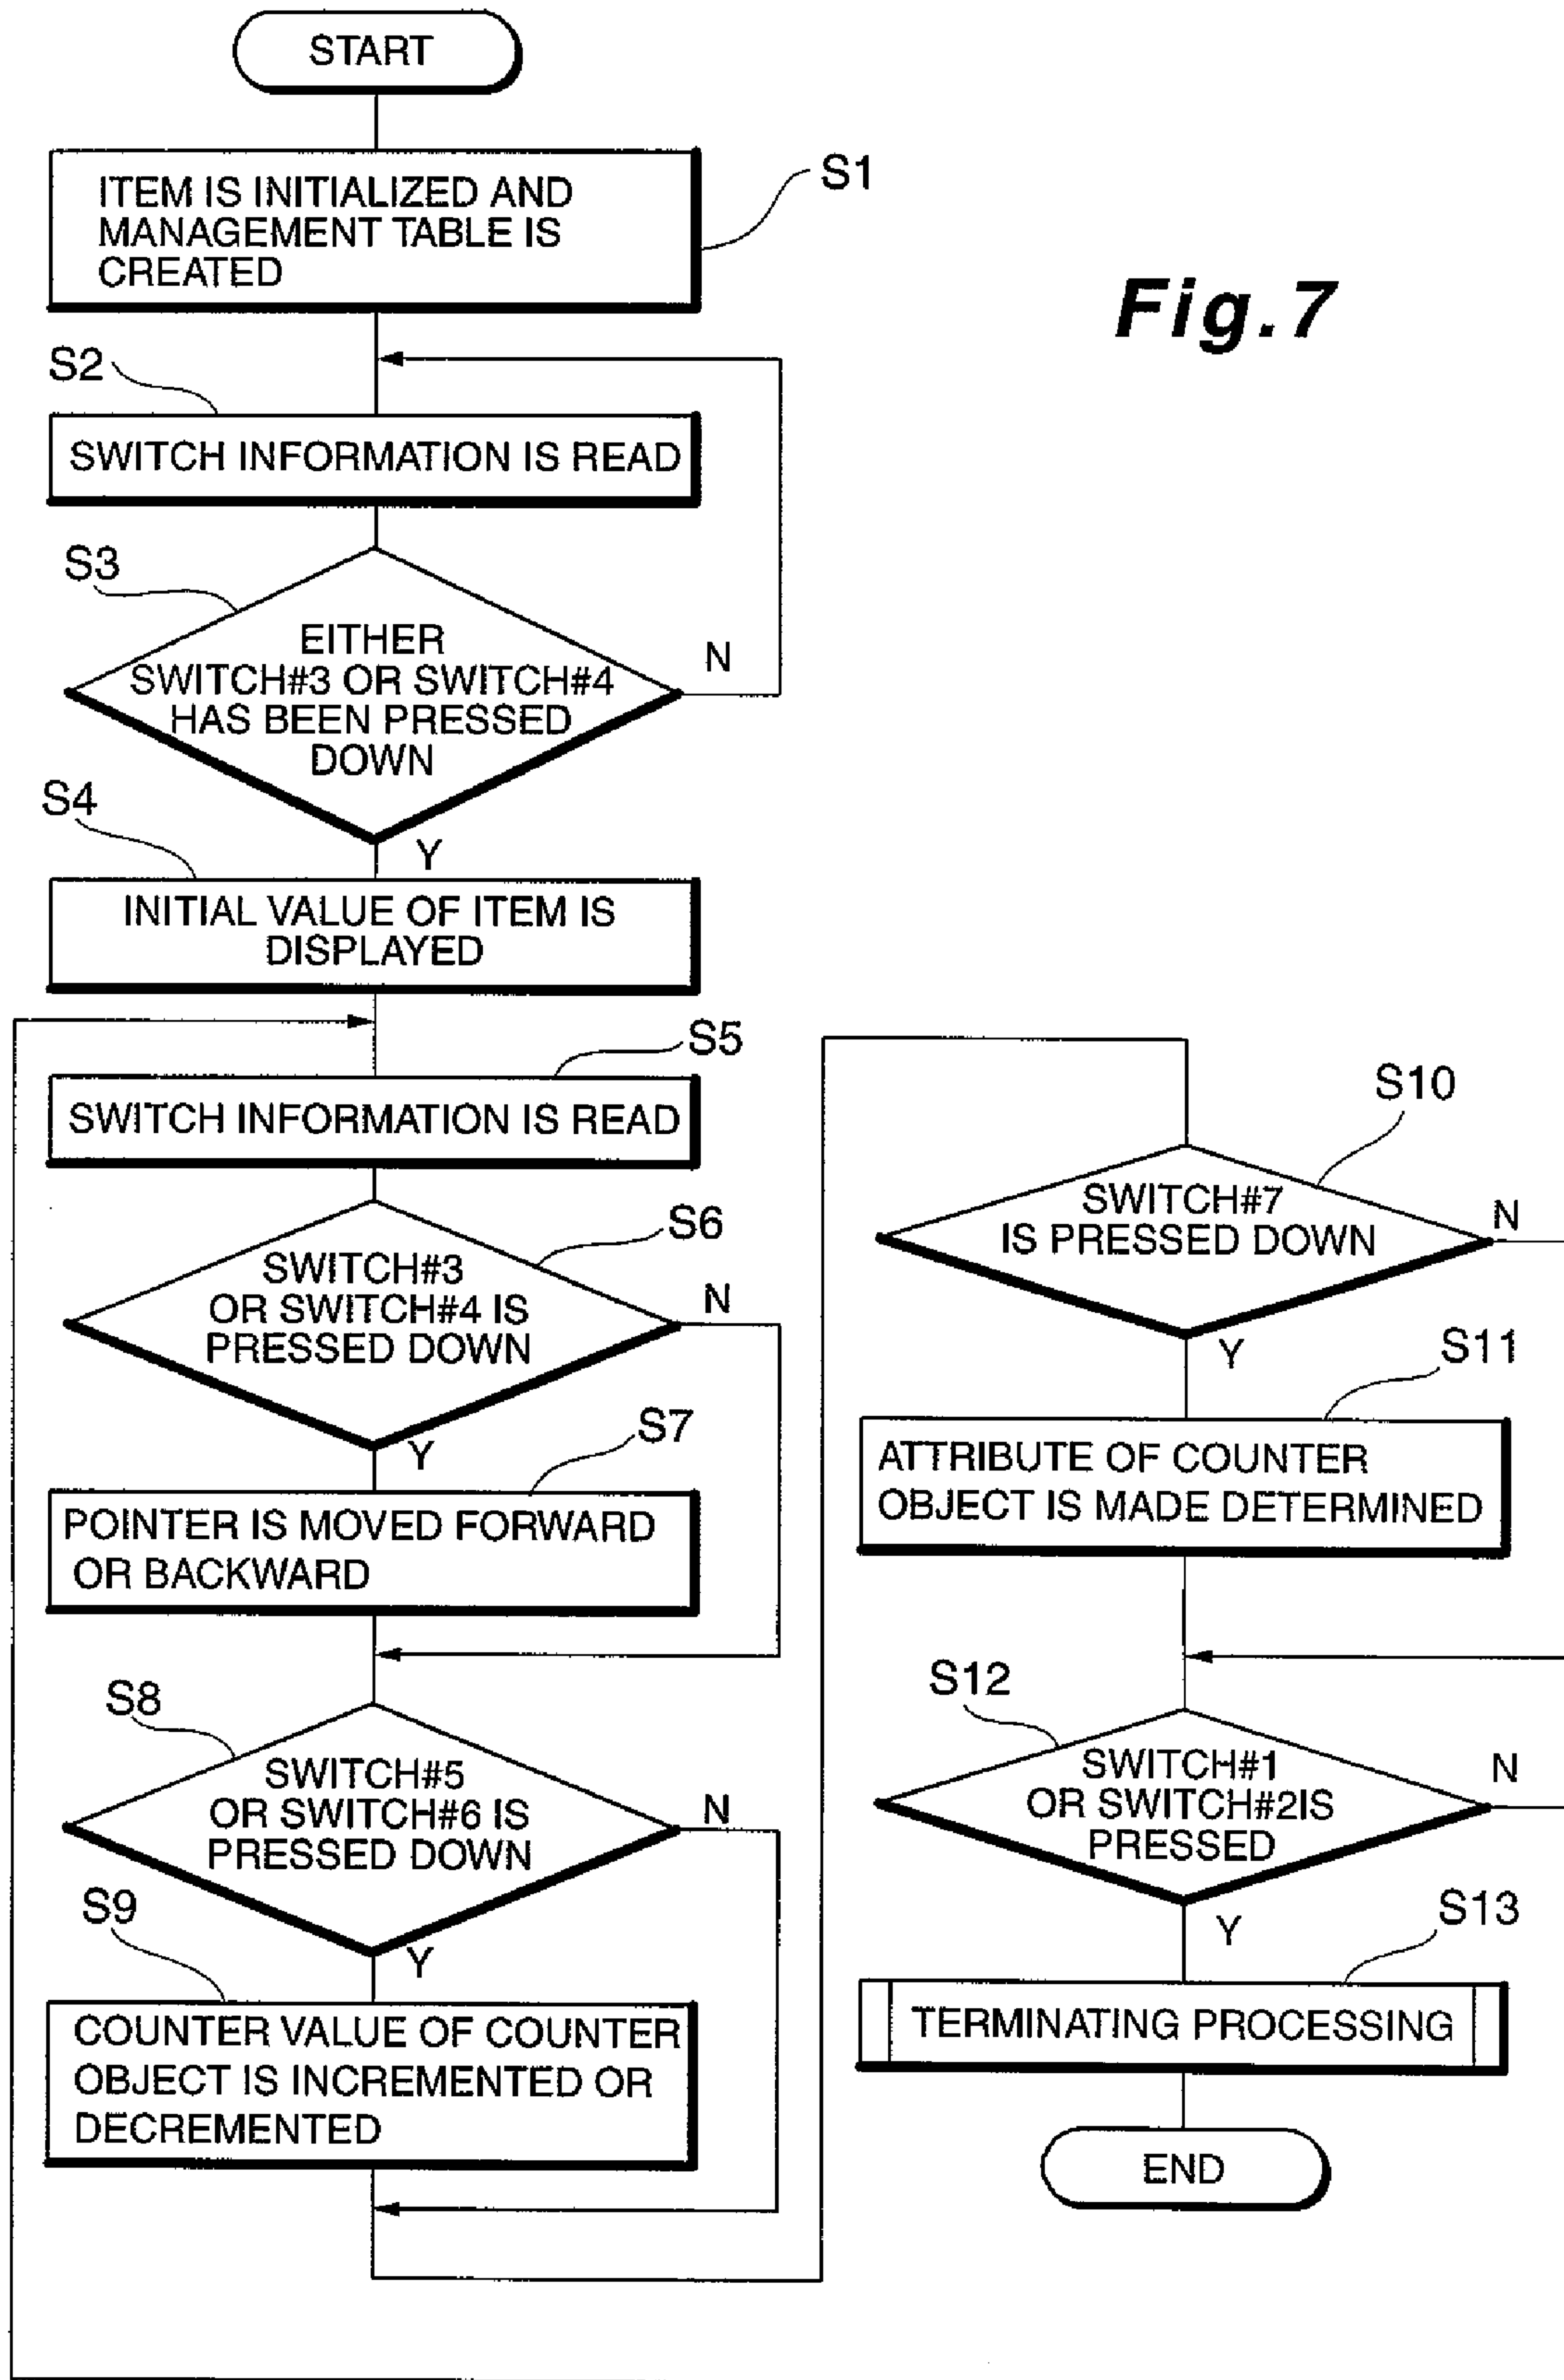 START
ITEM IS INITIALIZED AND
MANAGEMENT TABLE IS
CREATED
S1
Fig.7
S2
SWITCH INFORMATION IS READ
S3
EITHER
SWITCH#3 OR SWITCH#4
HAS BEEN PRESSED
DOWN
N
Y
S4
INITIAL VALUE OF ITEM IS
DISPLAYED
S5
SWITCH INFORMATION IS READ
S6
SWITCH#3
OR SWITCH#4 IS
PRESSED DOWN
N
Y
S7
POINTER IS MOVED FORWARD
OR BACKWARD
S8
SWITCH#5
OR SWITCH#6 IS
PRESSED DOWN
N
Y
S9
COUNTER VALUE OF COUNTER
OBJECT IS INCREMENTED OR
DECREMENTED
S10
SWITCH#7
IS PRESSED DOWN
N
Y
S11
ATTRIBUTE OF COUNTER
OBJECT IS MADE DETERMINED
S12
SWITCH#1
OR SWITCH#2IS
PRESSED
N
Y
S13
TERMINATING PROCESSING
END